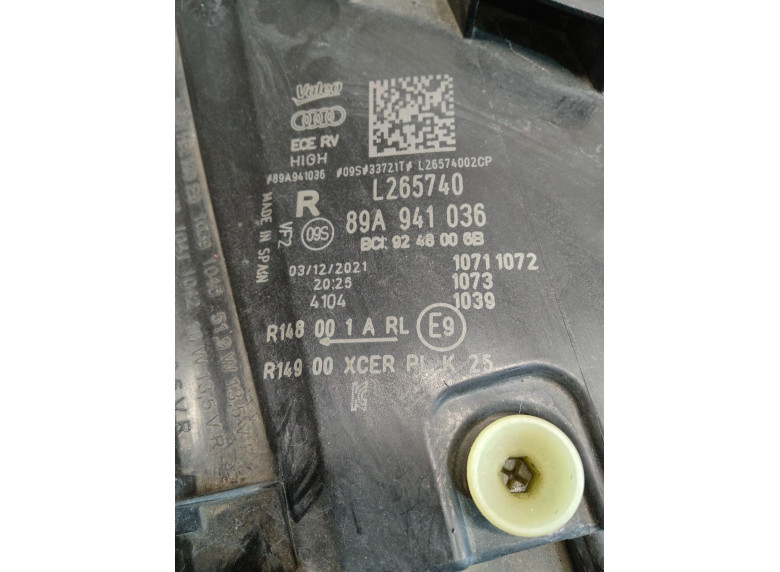 Valeo
ECE RV
HIGH
#89A941036 #09S#33721T# L26574002CP
L265740
R
89A 941 036
MADE IN SPAIN
VF2
09S
BCI: 92 48 00 6B
03/12/2021
1071 1072
20:25
1073
4104
1039
R148 00 1 A RL E9
R149 00 XCER PL K 25